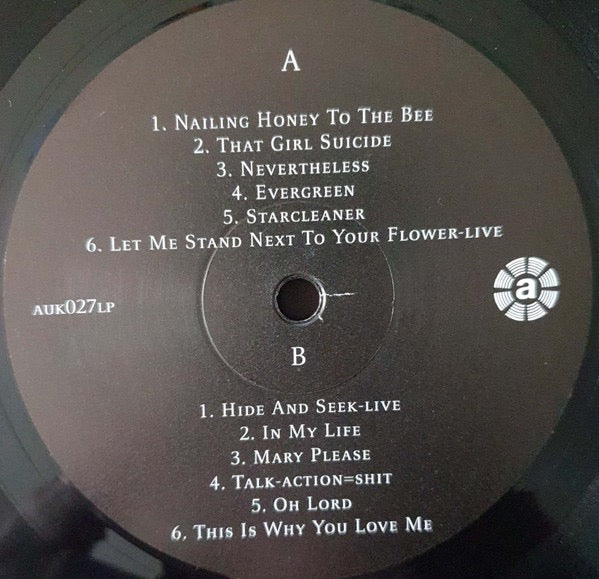 A
1. Nailing Honey To The Bee
2. That Girl Suicide
3. Nevertheless
4. Evergreen
5. Starcleaner
6. Let Me Stand Next To Your Flower-live
AUK027LP
a
B
1. Hide And Seek-live
2. In My Life
3. Mary Please
4. Talk-action=shit
5. Oh Lord
6. This Is Why You Love Me